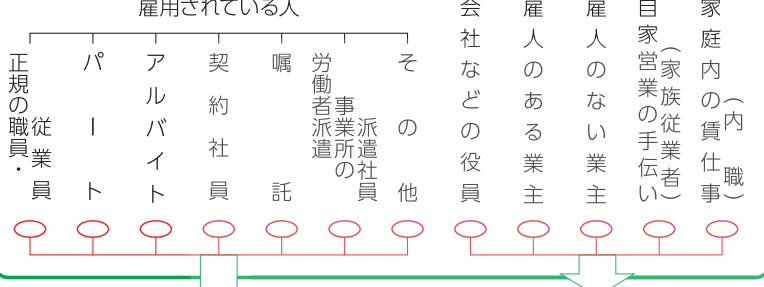 雇用されている人
正規の職員・
従業員
パート
アルバイト
契約社員
嘱託
労働者派遣
事業所の
派遣社員
その他
会社などの役員
雇人のある業主
雇人のない業主
自家営業の手伝い
（家族従業者）
家庭内の賃仕事
（内職）